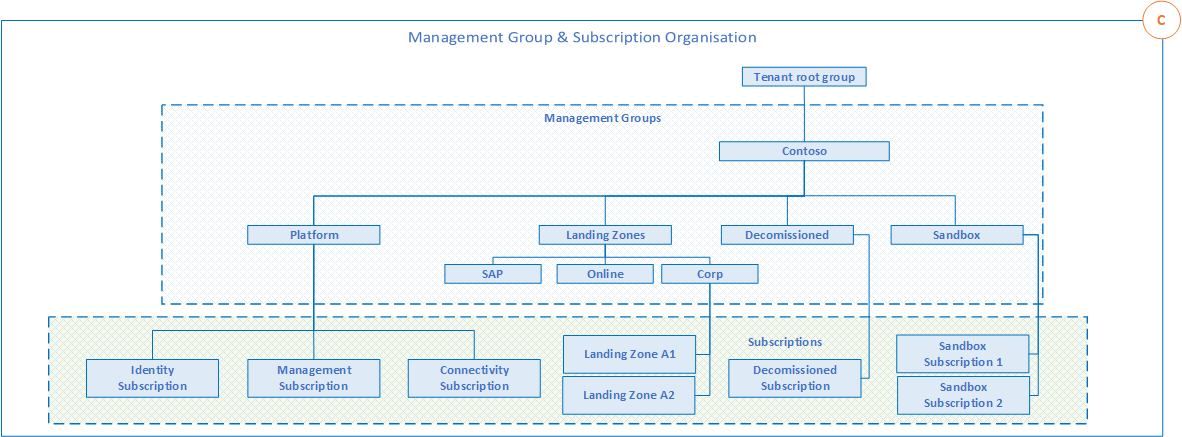 C
Management Group & Subscription Organisation
Tenant root group
Management Groups
Contoso
Platform
Landing Zones
Decomissioned
Sandbox
SAP
Online
Corp
Subscriptions
Identity
Subscription
Management
Subscription
Connectivity
Subscription
Landing Zone A1
Landing Zone A2
Decomissioned
Subscription
Sandbox
Subscription 1
Sandbox
Subscription 2